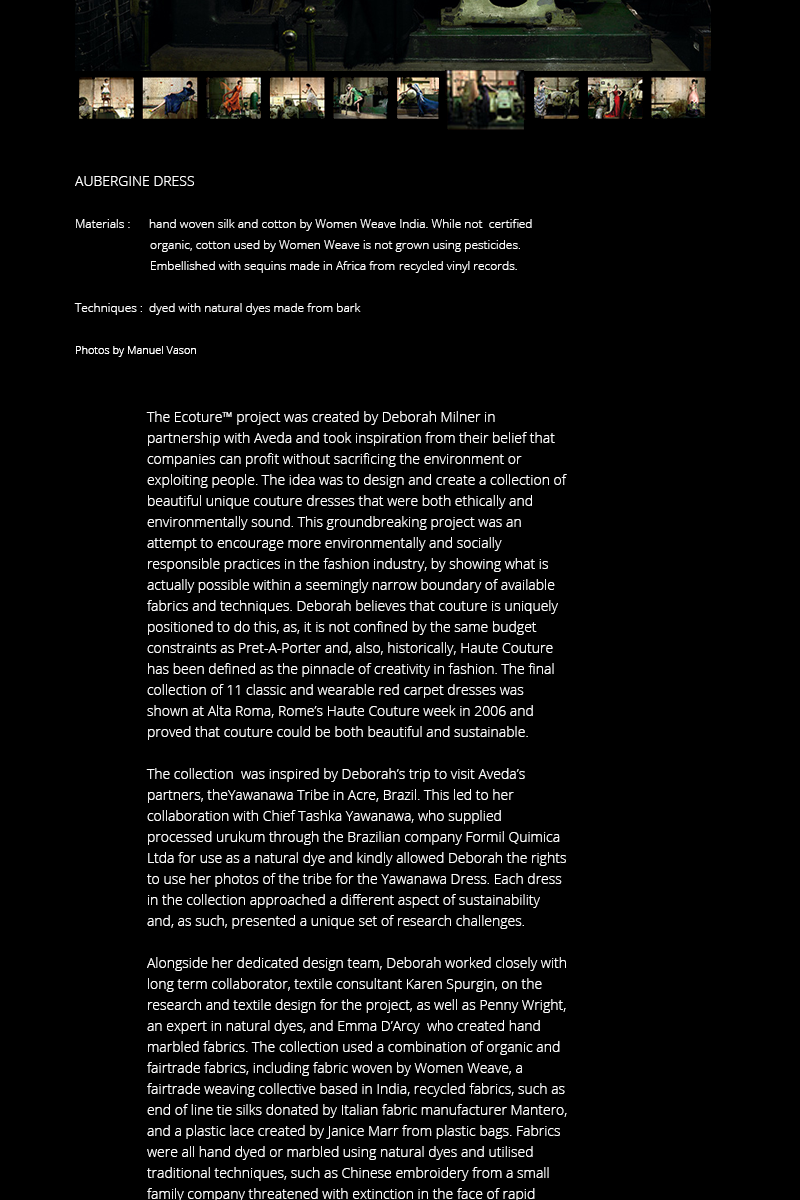 AUBERGINE DRESS
Materials : hand woven silk and cotton by Women Weave India. While not certified
organic, cotton used by Women Weave is not grown using pesticides.
Embellished with sequins made in Africa from recycled vinyl records.
Techniques : dyed with natural dyes made from bark
Photos by Manuel Vason
The Ecoture™ project was created by Deborah Milner in
partnership with Aveda and took inspiration from their belief that
companies can profit without sacrificing the environment or
exploiting people. The idea was to design and create a collection of
beautiful unique couture dresses that were both ethically and
environmentally sound. This groundbreaking project was an
attempt to encourage more environmentally and socially
responsible practices in the fashion industry, by showing what is
actually possible within a seemingly narrow boundary of available
fabrics and techniques. Deborah believes that couture is uniquely
positioned to do this, as, it is not confined by the same budget
constraints as Pret-A-Porter and, also, historically, Haute Couture
has been defined as the pinnacle of creativity in fashion. The final
collection of 11 classic and wearable red carpet dresses was
shown at Alta Roma, Rome’s Haute Couture week in 2006 and
proved that couture could be both beautiful and sustainable.
The collection was inspired by Deborah’s trip to visit Aveda’s
partners, theYawanawa Tribe in Acre, Brazil. This led to her
collaboration with Chief Tashka Yawanawa, who supplied
processed urukum through the Brazilian company Formil Quimica
Ltda for use as a natural dye and kindly allowed Deborah the rights
to use her photos of the tribe for the Yawanawa Dress. Each dress
in the collection approached a different aspect of sustainability
and, as such, presented a unique set of research challenges.
Alongside her dedicated design team, Deborah worked closely with
long term collaborator, textile consultant Karen Spurgin, on the
research and textile design for the project, as well as Penny Wright,
an expert in natural dyes, and Emma D’Arcy who created hand
marbled fabrics. The collection used a combination of organic and
fairtrade fabrics, including fabric woven by Women Weave, a
fairtrade weaving collective based in India, recycled fabrics, such as
end of line tie silks donated by Italian fabric manufacturer Mantero,
and a plastic lace created by Janice Marr from plastic bags. Fabrics
were all hand dyed or marbled using natural dyes and utilised
traditional techniques, such as Chinese embroidery from a small
family company threatened with extinction in the face of rapid